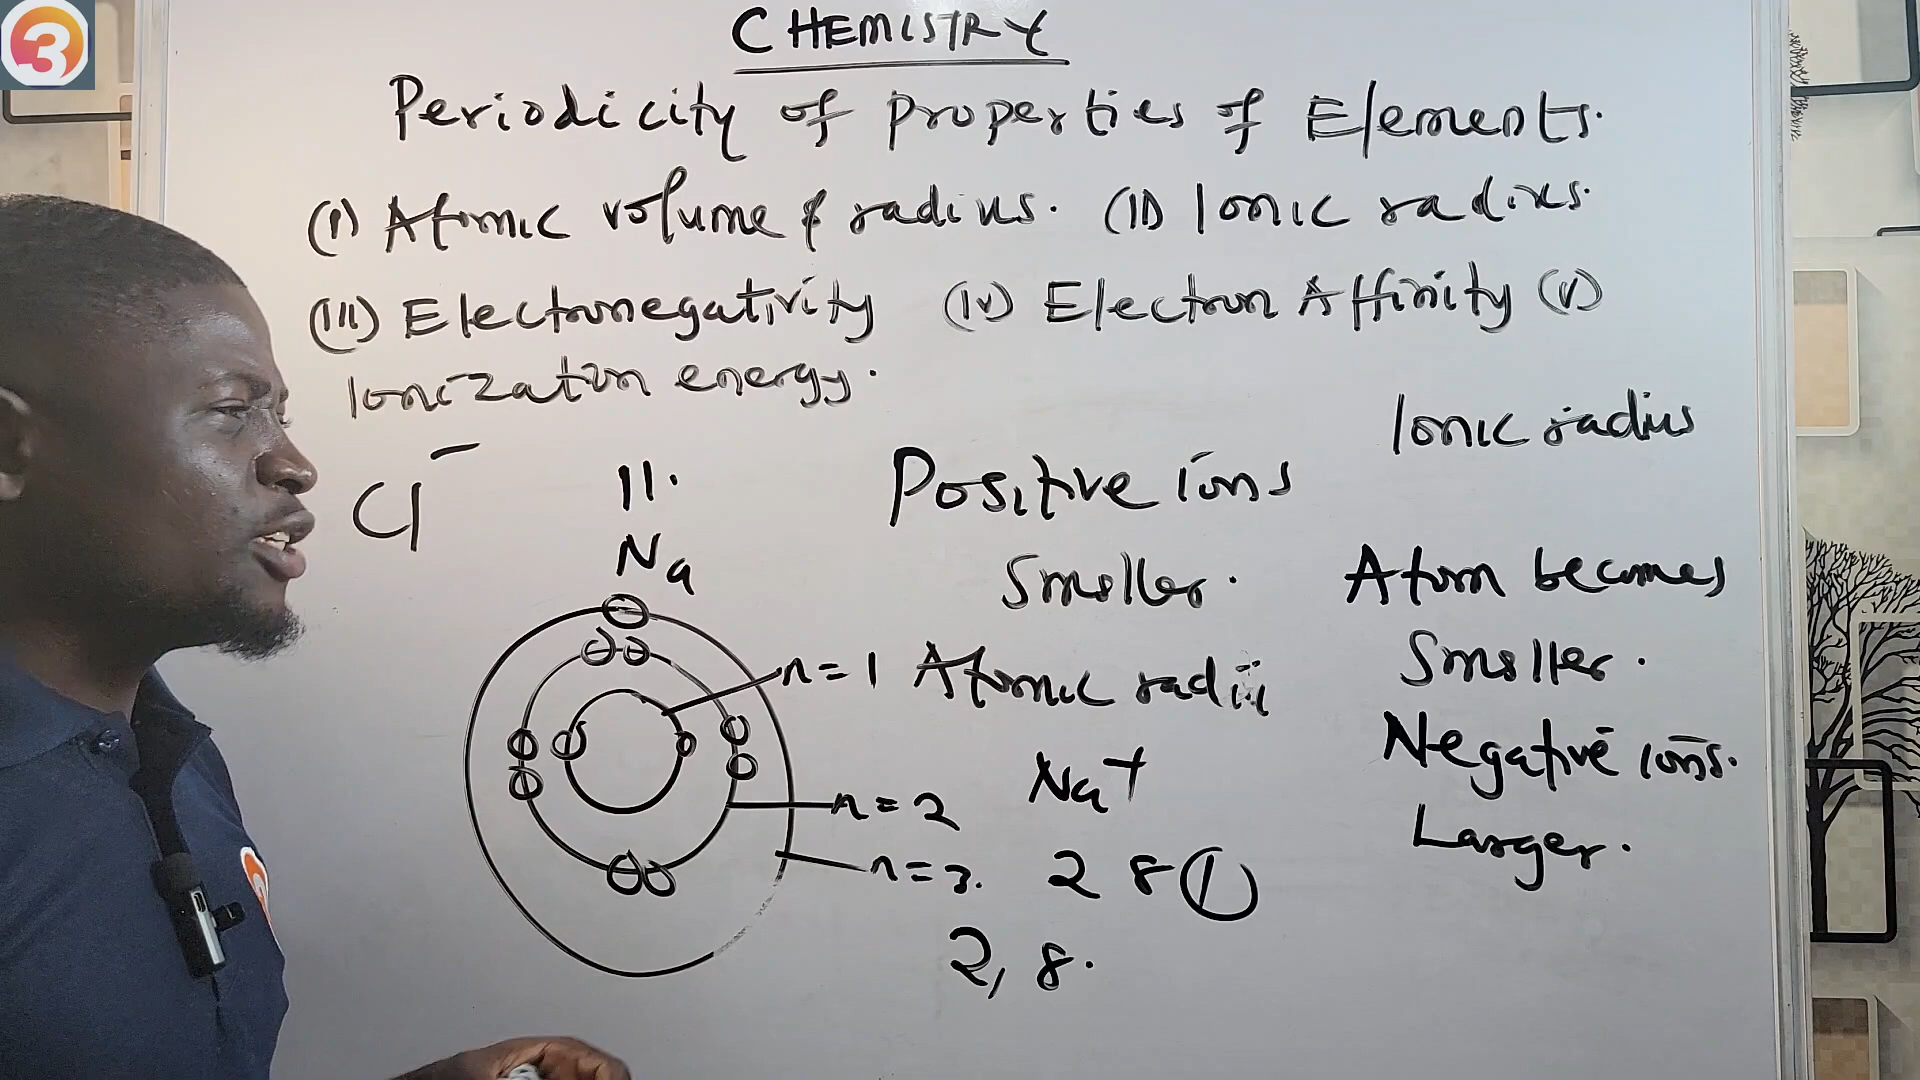 3
CHEMISTRY
Periodicity of properties of Elements.
(I) Atomic volume & radius. (II) Ionic radius.
(III) Electronegativity (IV) Electron Affinity (V)
Ionization energy.
Ionic radius
Cl⁻
11.
Na
Positive ions
Smaller.
Atom becomes
Smaller.
n=1 Atomic radii
Negative ions.
Larger.
Na⁺
n=2
n=3. 2 8 1
2, 8.